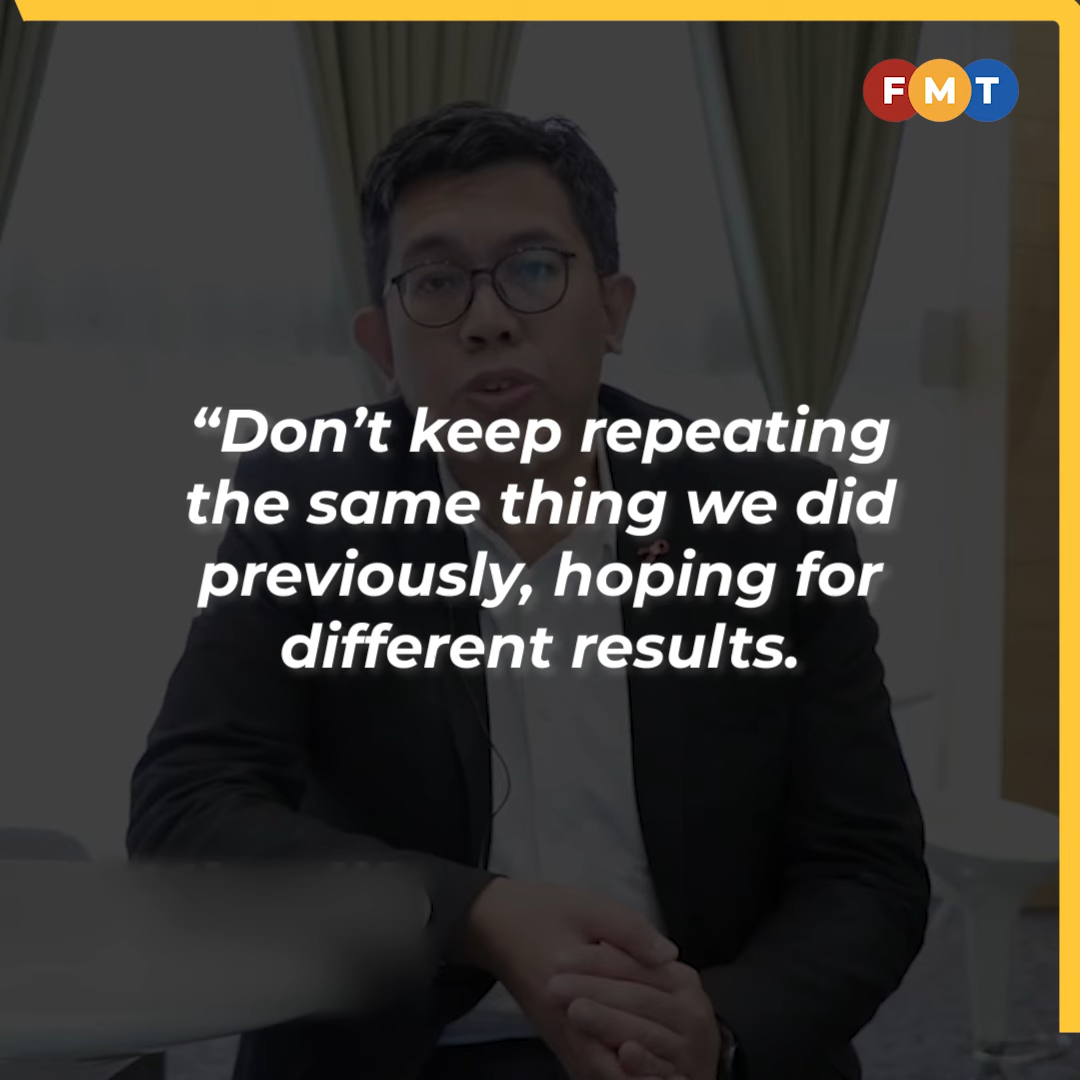 FMT
“Don’t keep repeating
the same thing we did
previously, hoping for
different results.